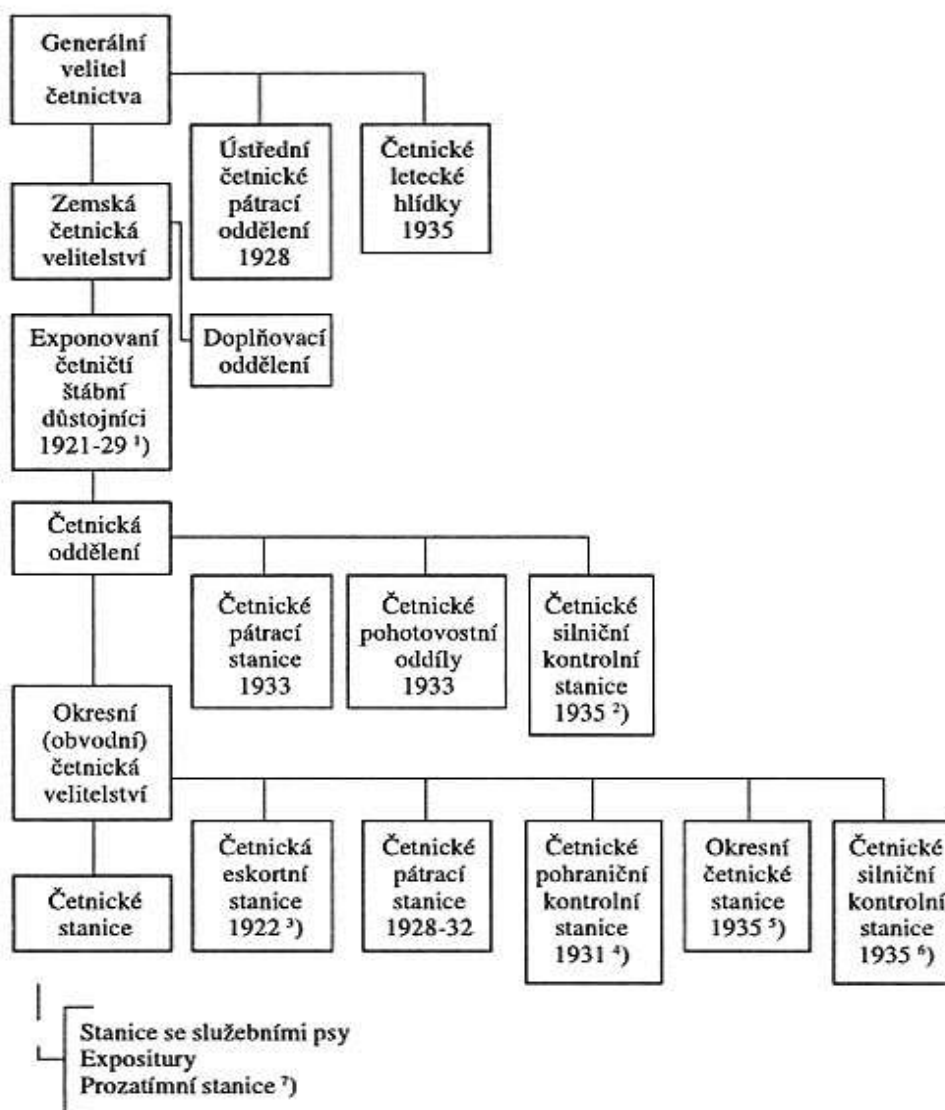 Generální
velitel
četnictva
Ústřední
četnické
pátrací
oddělení
1928
Četnické
letecké
hlídky
1935
Zemská
četnická
velitelství
Doplňovací
oddělení
Exponovaní
četničtí
štábní
důstojníci
1921-29 ¹)
Četnická
oddělení
Četnické
pátrací
stanice
1933
Četnické
pohotovostní
oddíly
1933
Četnické
silniční
kontrolní
stanice
1935 ²)
Okresní
(obvodní)
četnická
velitelství
Četnické
stanice
Četnická
eskortní
stanice
1922 ³)
Četnické
pátrací
stanice
1928-32
Četnické
pohraniční
kontrolní
stanice
1931 ⁴)
Okresní
četnické
stanice
1935 ⁵)
Četnické
silniční
kontrolní
stanice
1935 ⁶)
Stanice se služebními psy
Expositury
Prozatímní stanice ⁷)